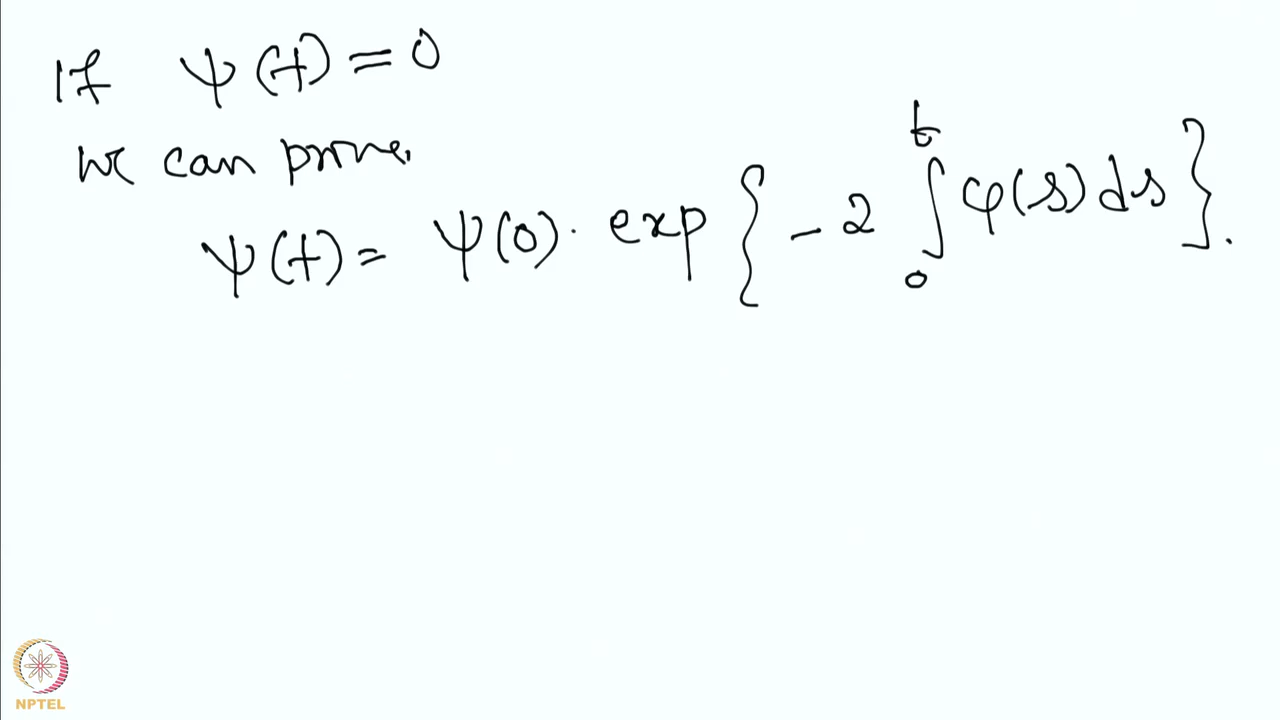 If ψ(t) = 0
we can prove.
ψ(t) = ψ(0). exp { - 2 ∫₀ᵗ φ(s) ds }.
NPTEL